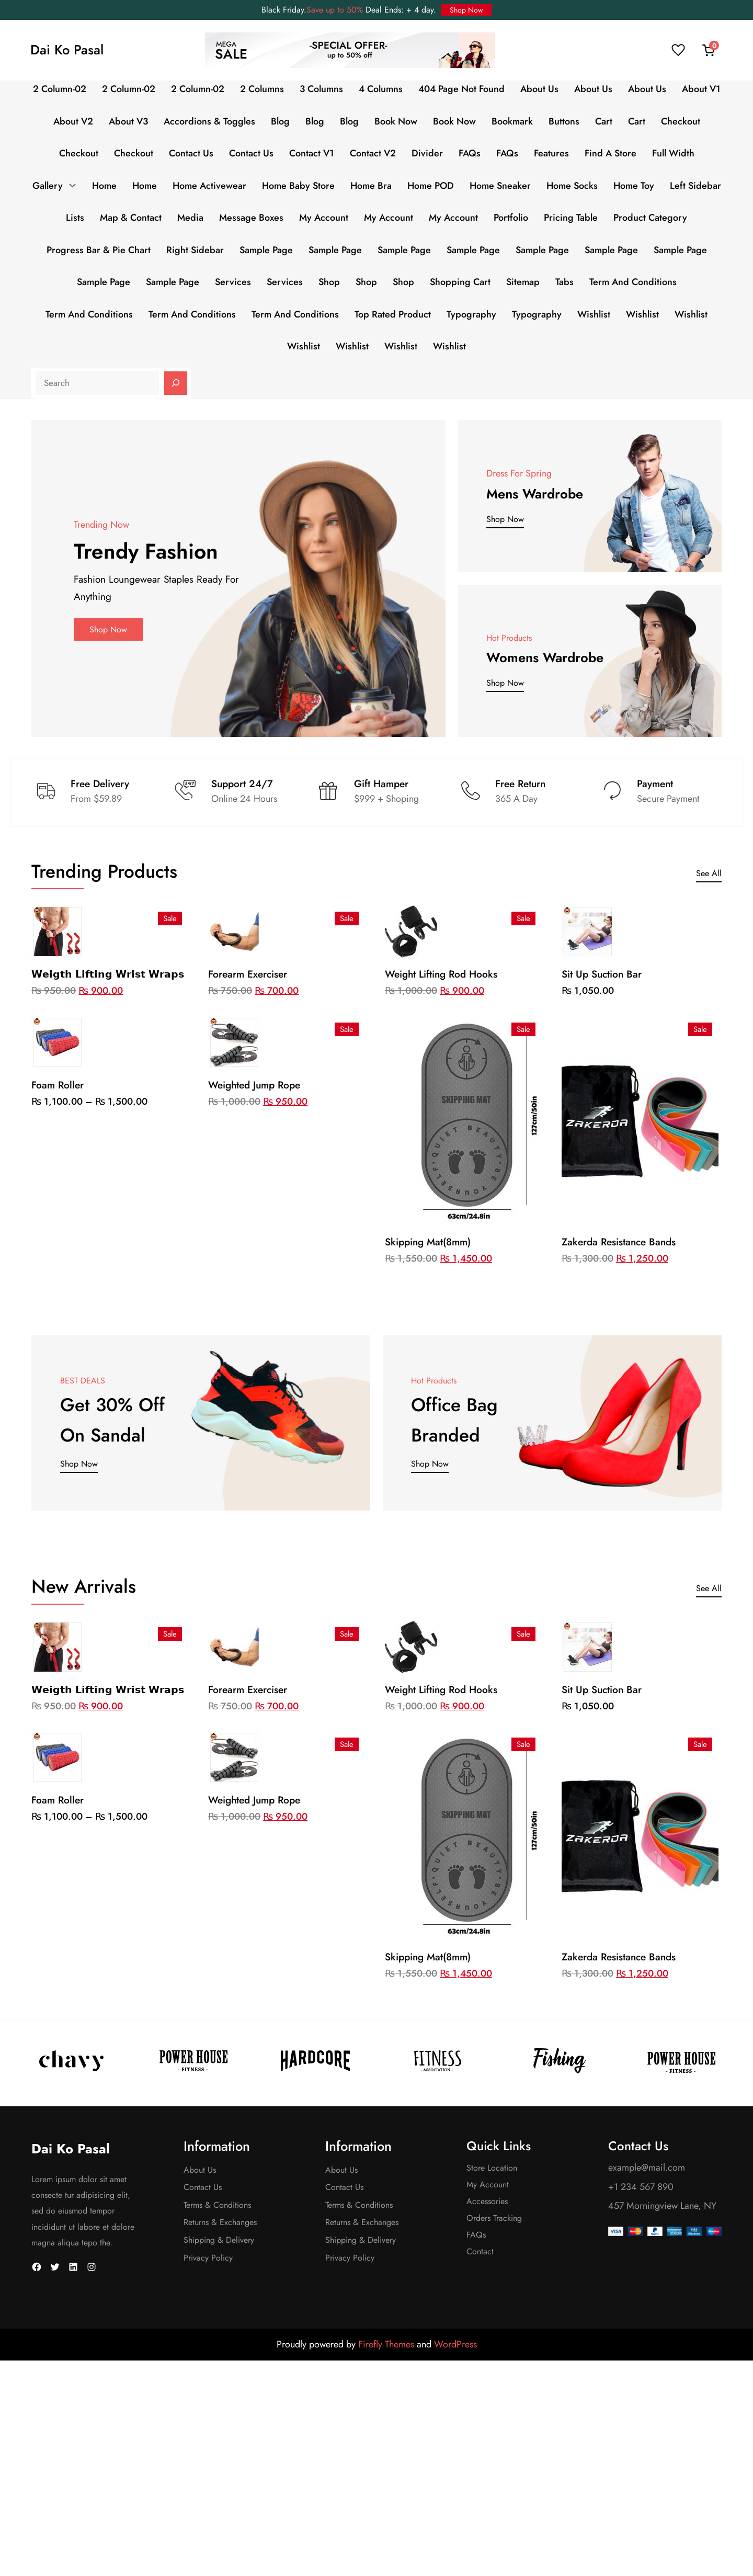 Black Friday.Save up to 50% Deal Ends: + 4 day. Shop Now
Dai Ko Pasal
MEGA
SALE
-SPECIAL OFFER-
up to 50% off
0
2 Column-02 2 Column-02 2 Column-02 2 Columns 3 Columns 4 Columns 404 Page Not Found About Us About Us About Us About V1
About V2 About V3 Accordions & Toggles Blog Blog Blog Book Now Book Now Bookmark Buttons Cart Cart Checkout
Checkout Checkout Contact Us Contact Us Contact V1 Contact V2 Divider FAQs FAQs Features Find A Store Full Width
Gallery Home Home Home Activewear Home Baby Store Home Bra Home POD Home Sneaker Home Socks Home Toy Left Sidebar
Lists Map & Contact Media Message Boxes My Account My Account My Account Portfolio Pricing Table Product Category
Progress Bar & Pie Chart Right Sidebar Sample Page Sample Page Sample Page Sample Page Sample Page Sample Page Sample Page
Sample Page Sample Page Services Services Shop Shop Shop Shopping Cart Sitemap Tabs Term And Conditions
Term And Conditions Term And Conditions Term And Conditions Top Rated Product Typography Typography Wishlist Wishlist Wishlist
Wishlist Wishlist Wishlist Wishlist
Search
Trending Now
Trendy Fashion
Fashion Loungewear Staples Ready For
Anything
Shop Now
Dress For Spring
Mens Wardrobe
Shop Now
Hot Products
Womens Wardrobe
Shop Now
Free Delivery
From $59.89
Support 24/7
Online 24 Hours
Gift Hamper
$999 + Shoping
Free Return
365 A Day
Payment
Secure Payment
Trending Products
See All
Sale
Weigth Lifting Wrist Wraps
₨ 950.00 ₨ 900.00
Sale
Forearm Exerciser
₨ 750.00 ₨ 700.00
Sale
Weight Lifting Rod Hooks
₨ 1,000.00 ₨ 900.00
Sit Up Suction Bar
₨ 1,050.00
Foam Roller
₨ 1,100.00 – ₨ 1,500.00
Sale
Weighted Jump Rope
₨ 1,000.00 ₨ 950.00
Sale
SKIPPING MAT
QUIET BEAUTY·BE YOURSELF
127cm/50in
63cm/24.8in
Skipping Mat(8mm)
₨ 1,550.00 ₨ 1,450.00
Sale
ZAKERDA
Zakerda Resistance Bands
₨ 1,300.00 ₨ 1,250.00
BEST DEALS
Get 30% Off
On Sandal
Shop Now
Hot Products
Office Bag
Branded
Shop Now
New Arrivals
See All
Sale
Weigth Lifting Wrist Wraps
₨ 950.00 ₨ 900.00
Sale
Forearm Exerciser
₨ 750.00 ₨ 700.00
Sale
Weight Lifting Rod Hooks
₨ 1,000.00 ₨ 900.00
Sit Up Suction Bar
₨ 1,050.00
Foam Roller
₨ 1,100.00 – ₨ 1,500.00
Sale
Weighted Jump Rope
₨ 1,000.00 ₨ 950.00
Sale
SKIPPING MAT
QUIET BEAUTY·BE YOURSELF
127cm/50in
63cm/24.8in
Skipping Mat(8mm)
₨ 1,550.00 ₨ 1,450.00
Sale
ZAKERDA
Zakerda Resistance Bands
₨ 1,300.00 ₨ 1,250.00
chavy
POWER HOUSE
- FITNESS -
HARDCORE
FITNESS
- ASSOCIATION -
Fishing
POWER HOUSE
- FITNESS -
Dai Ko Pasal
Lorem ipsum dolor sit amet
consecte tur adipisicing elit,
sed do eiusmod tempor
incididunt ut labore et dolore
magna aliqua tepo the.
Information
About Us
Contact Us
Terms & Conditions
Returns & Exchanges
Shipping & Delivery
Privacy Policy
Information
About Us
Contact Us
Terms & Conditions
Returns & Exchanges
Shipping & Delivery
Privacy Policy
Quick Links
Store Location
My Account
Accessories
Orders Tracking
FAQs
Contact
Contact Us
example@mail.com
+1 234 567 890
457 Morningview Lane, NY
VISA
Proudly powered by Firefly Themes and WordPress